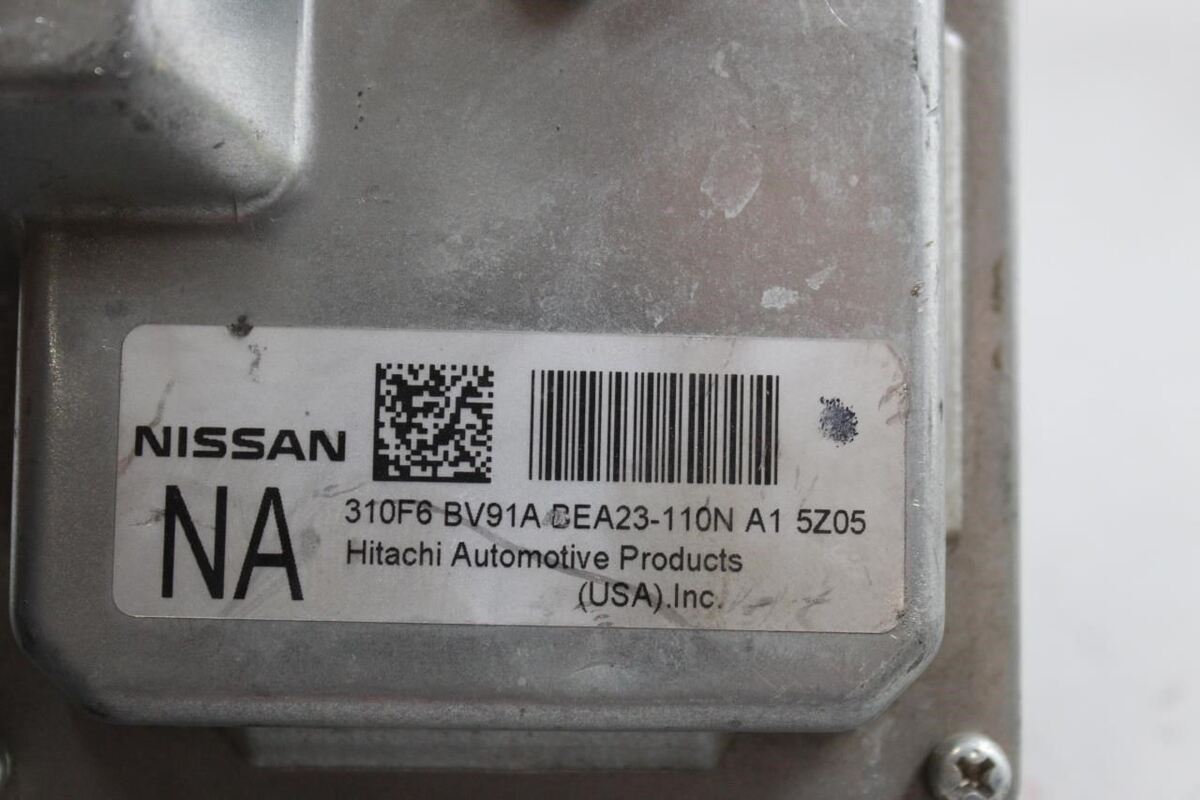 NISSAN
NA
310F6 BV91A BEA23-110N A1 5Z05
Hitachi Automotive Products
(USA).Inc.